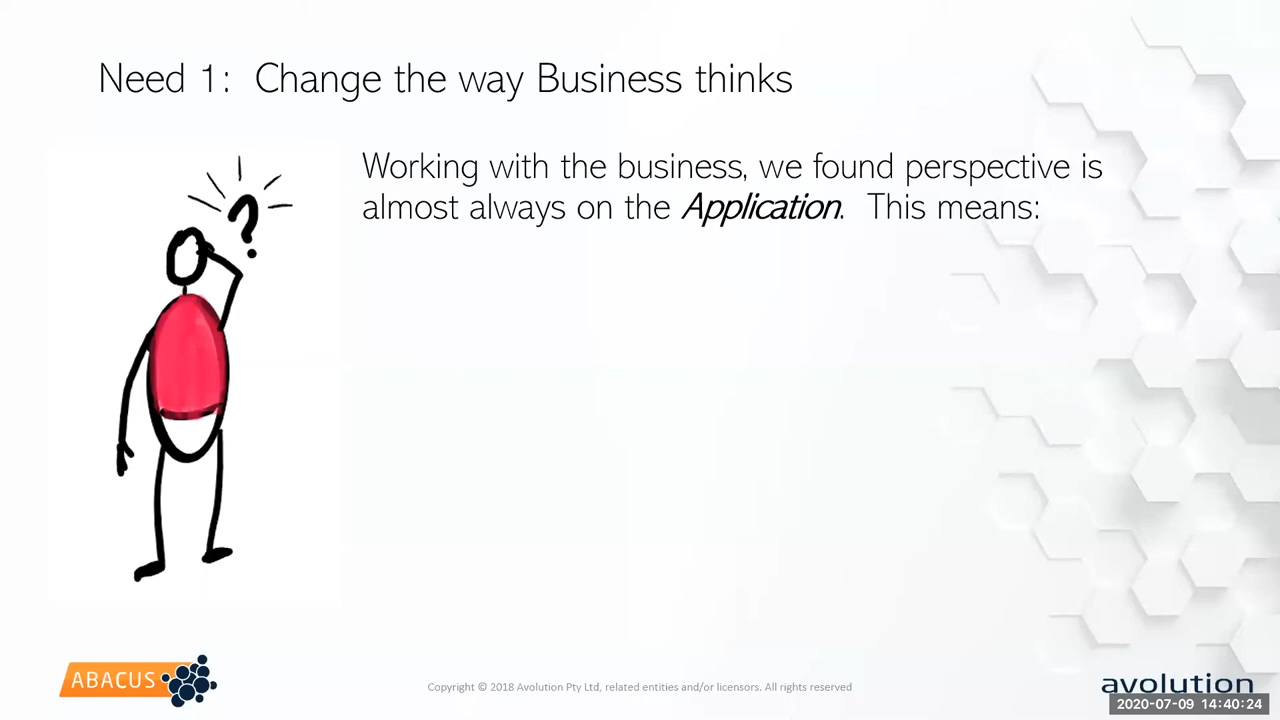 Need 1:  Change the way Business thinks
Working with the business, we found perspective is
almost always on the Application.  This means:
?
ABACUS
Copyright © 2018 Avolution Pty Ltd, related entities and/or licensors. All rights reserved
avolution
2020-07-09 14:40:24